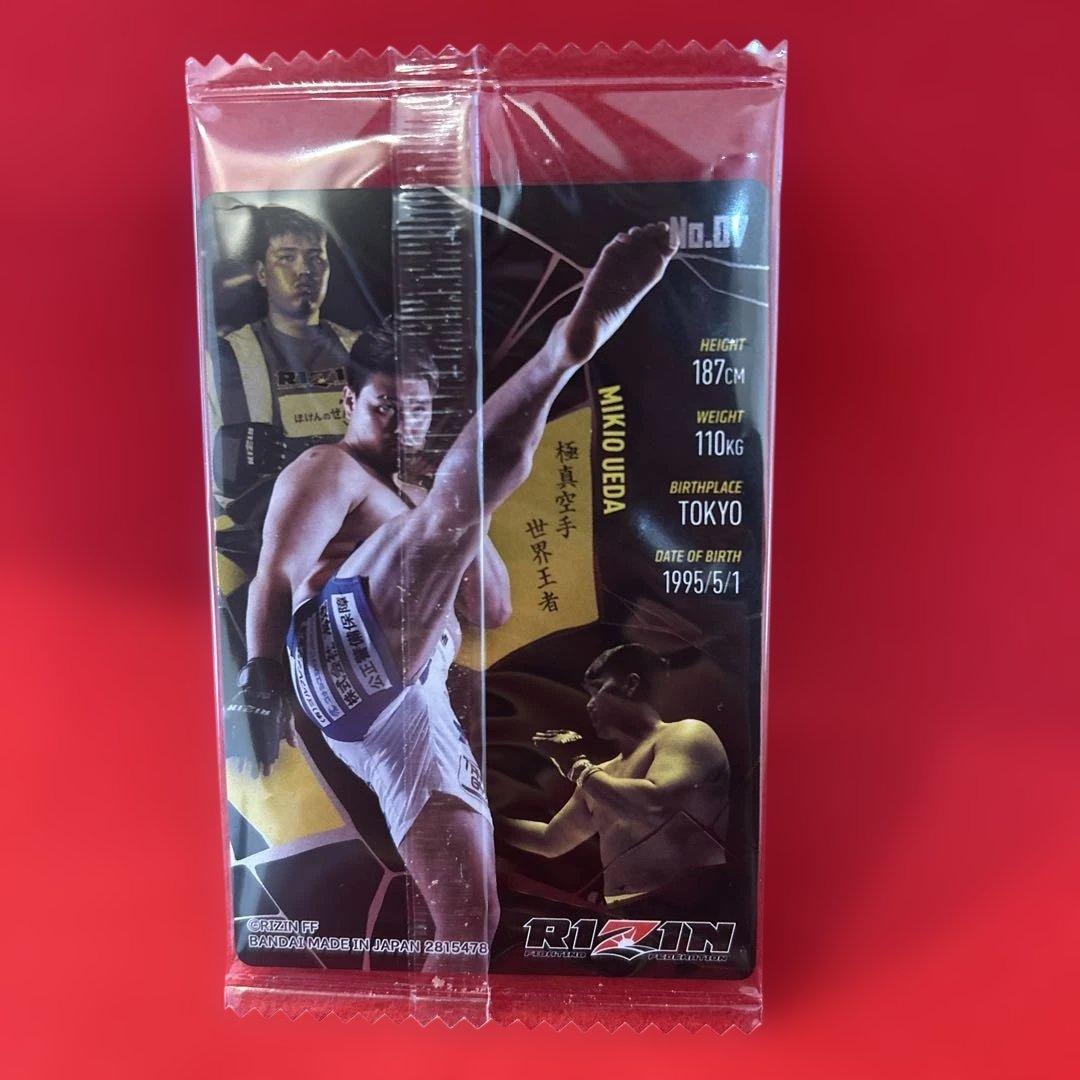 No.07
HEIGHT
187CM
WEIGHT
110KG
BIRTHPLACE
TOKYO
DATE OF BIRTH
1995/5/1
MIKIO UEDA
極真空手
世界王者
RIZIN
ほけんのぜ
RIZIN
公正警備保障
©RIZIN FF
BANDAI MADE IN JAPAN 2815478
RIZIN
FIGHTING FEDERATION